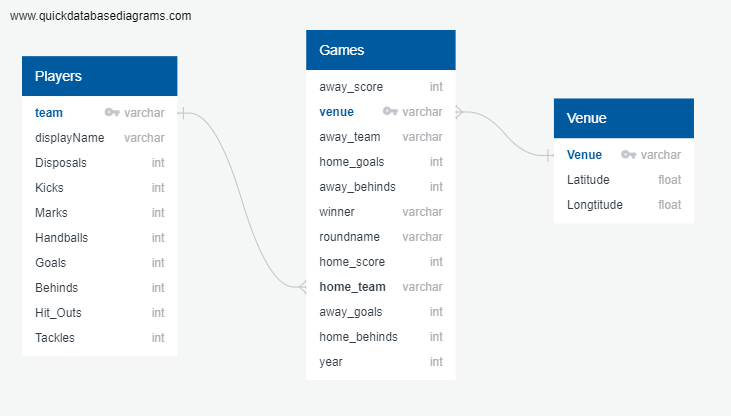 www.quickdatabasediagrams.com
Players
team varchar
displayName varchar
Disposals int
Kicks int
Marks int
Handballs int
Goals int
Behinds int
Hit_Outs int
Tackles int
Games
away_score int
venue varchar
away_team varchar
home_goals int
away_behinds int
winner varchar
roundname varchar
home_score int
home_team varchar
away_goals int
home_behinds int
year int
Venue
Venue varchar
Latitude float
Longtitude float